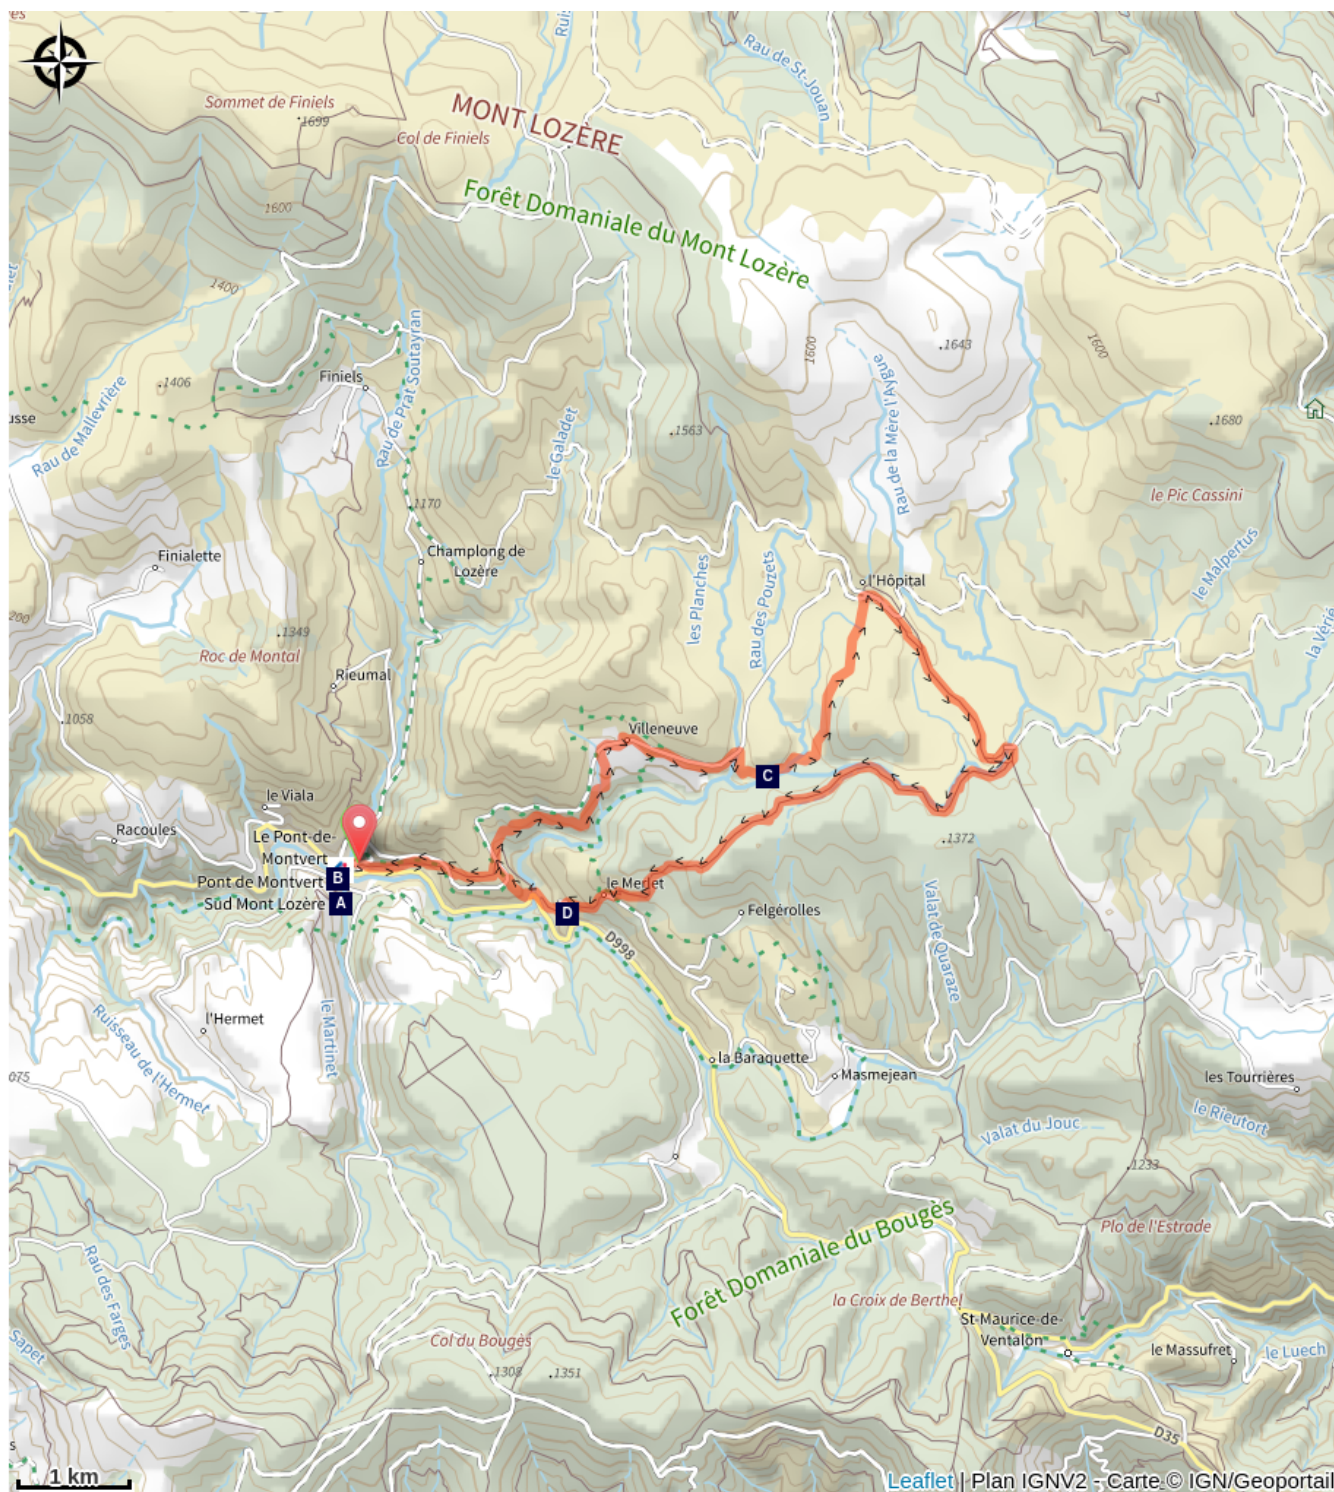 Sommet de Finiels
1699
MONT LOZÈRE
Col de Finiels
Rau de St-Jouan
Forêt Domaniale du Mont Lozère
1600
1400
1600
1643
1600
Rau de la Mère l'Aygue
Rau de Prat Soutayran
Finiels
1406
usse
Rau de Mallevrière
le Galadet
1563
1680
le Pic Cassini
1170
Finialette
Champlong de
Lozère
les Planches
Rau des Pouzets
l'Hôpital
le Malpertus
200
1349
Roc de Montal
Rieumal
1058
Villeneuve
C
le Viala
Racoules
Le Pont-de-
Montvert
B
Pont de Montvert
Sud Mont Lozère
A
le Merlet
D
1372
Felgérolles
D998
Valat de Quaraze
l'Hermet
le Martinet
Ruisseau de l'Hermet
075
la Baraquette
Masmejean
les Tourrières
le Rieutort
Valat du Jouc
1233
Plo de l'Estrade
Forêt Domaniale du Bougès
la Croix de Berthel
Rau des Farges
Sapet
Col du Bougès
1308
1351
St-Maurice-de-
Ventalon
le Massufret
le Luech
D35
1 km
Leaflet | Plan IGNV2 - Carte © IGN/Geoportail